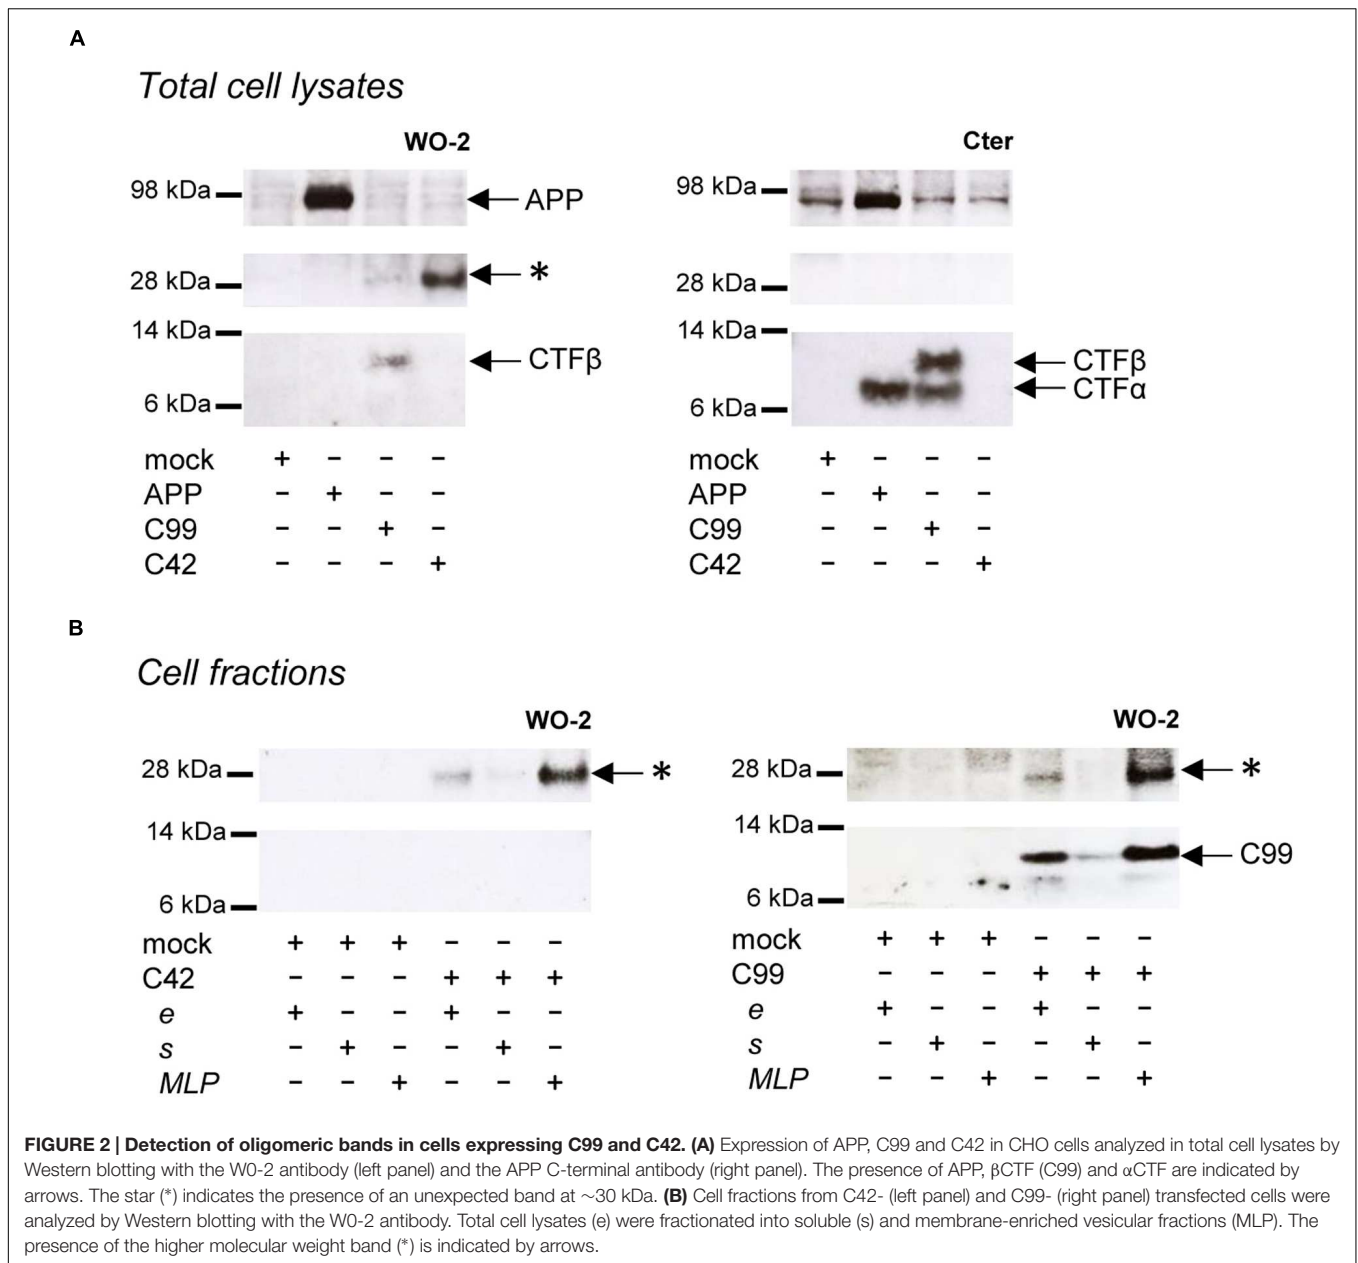 A
Total cell lysates
WO-2
98 kDa
APP
28 kDa
*
14 kDa
CTFβ
6 kDa
mock + − − −
APP − + − −
C99 − − + −
C42 − − − +
Cter
98 kDa
28 kDa
14 kDa
CTFβ
CTFα
6 kDa
mock + − − −
APP − + − −
C99 − − + −
C42 − − − +
B
Cell fractions
WO-2
28 kDa
*
14 kDa
6 kDa
mock + + + − − −
C42 − − − + + +
e + − − + − −
s − + − − + −
MLP − − + − − +
WO-2
28 kDa
*
14 kDa
C99
6 kDa
mock + + + − − −
C99 − − − + + +
e + − − + − −
s − + − − + −
MLP − − + − − +
FIGURE 2 | Detection of oligomeric bands in cells expressing C99 and C42. (A) Expression of APP, C99 and C42 in CHO cells analyzed in total cell lysates by
Western blotting with the W0-2 antibody (left panel) and the APP C-terminal antibody (right panel). The presence of APP, βCTF (C99) and αCTF are indicated by
arrows. The star (*) indicates the presence of an unexpected band at ∼30 kDa. (B) Cell fractions from C42- (left panel) and C99- (right panel) transfected cells were
analyzed by Western blotting with the W0-2 antibody. Total cell lysates (e) were fractionated into soluble (s) and membrane-enriched vesicular fractions (MLP). The
presence of the higher molecular weight band (*) is indicated by arrows.